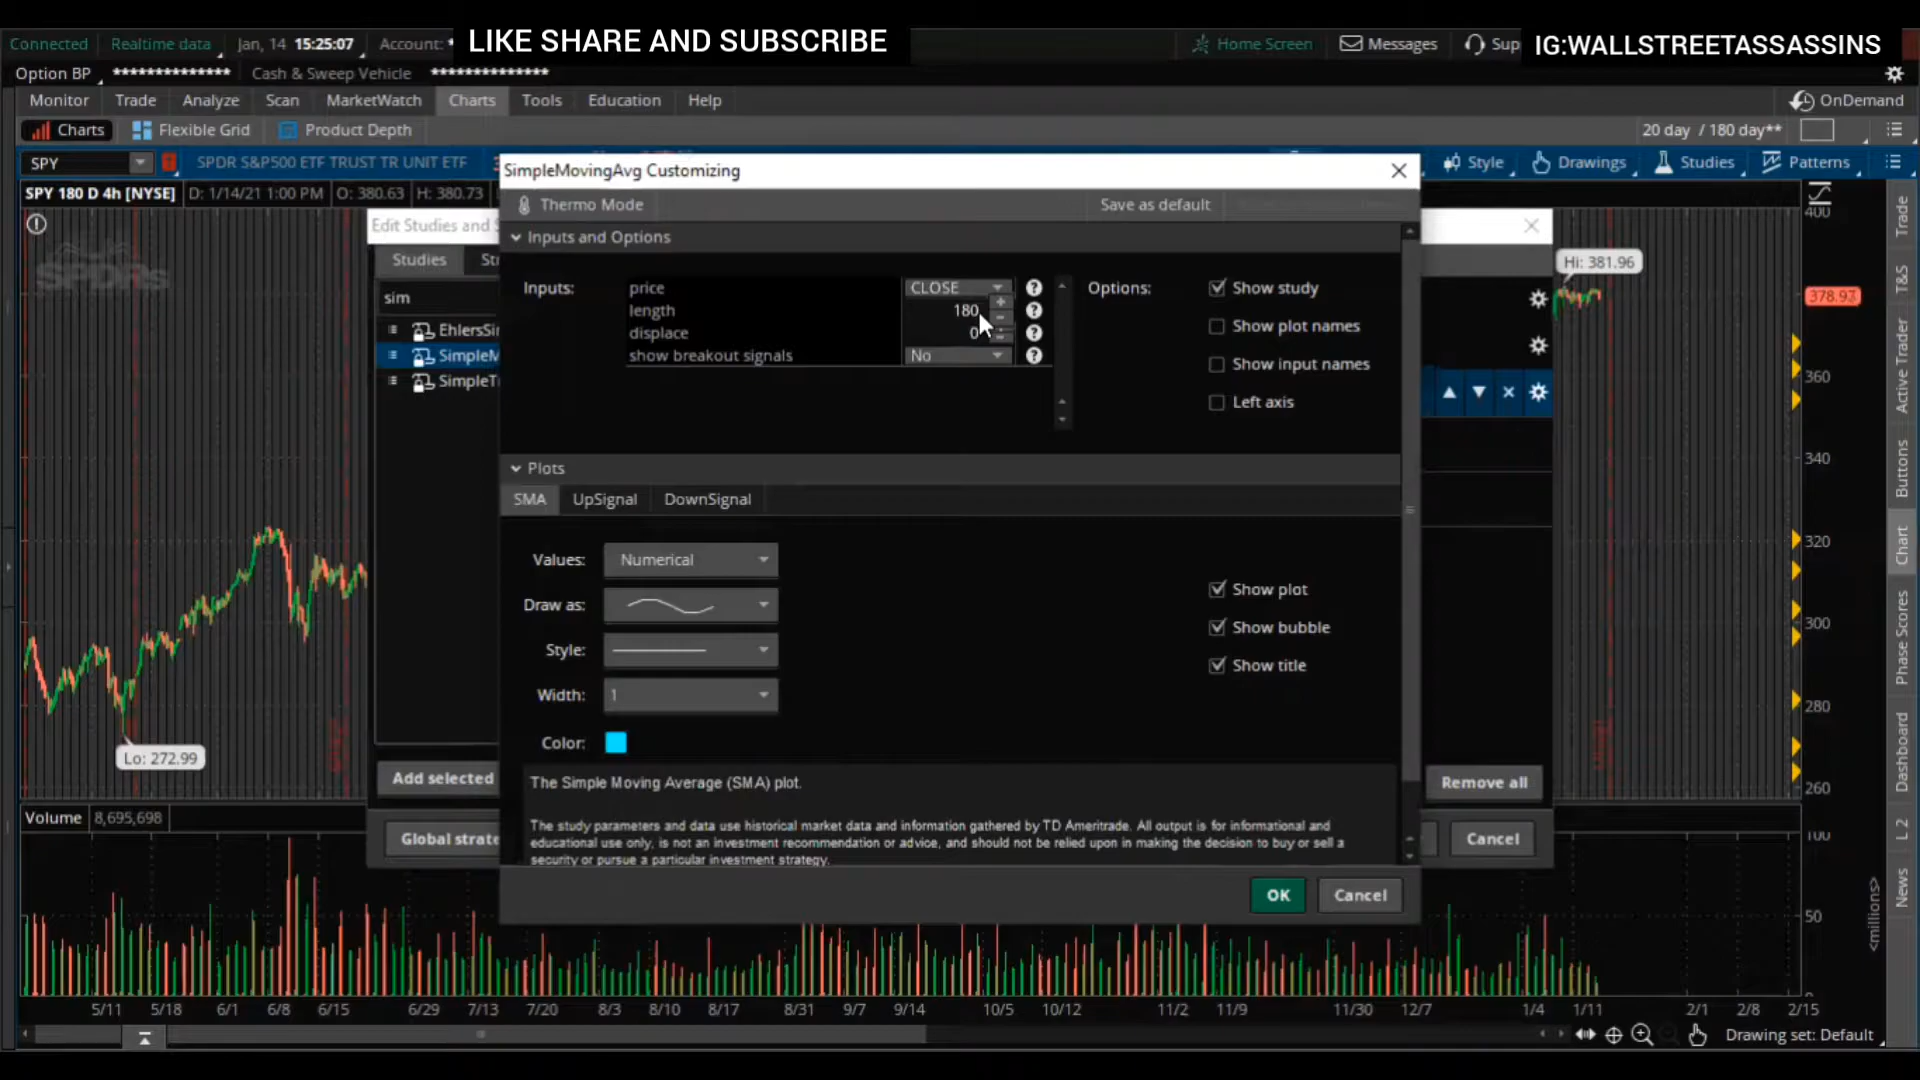 LIKE SHARE AND SUBSCRIBE
IG:WALLSTREETASSASSINS
Connected Realtime data Jan, 14 15:25:07 Account: * Home Screen Messages Sup
Option BP ************** Cash & Sweep Vehicle **************
Monitor Trade Analyze Scan MarketWatch Charts Tools Education Help OnDemand
Charts Flexible Grid Product Depth 20 day / 180 day**
SPY SPDR S&P500 ETF TRUST TR UNIT ETF Style Drawings Studies Patterns
SPY 180 D 4h [NYSE] D: 1/14/21 1:00 PM O: 380.63 H: 380.73
SPDRs
Edit Studies and S
Studies
sim
EhlersSi
SimpleM
SimpleT
Add selected
Global strate
Remove all
Cancel
SimpleMovingAvg Customizing
Thermo Mode Save as default
Inputs and Options
Inputs: price CLOSE
length 180
displace 0
show breakout signals No
Options: Show study
Show plot names
Show input names
Left axis
Plots
SMA UpSignal DownSignal
Values: Numerical
Draw as:
Style:
Width: 1
Color:
Show plot
Show bubble
Show title
The Simple Moving Average (SMA) plot.
The study parameters and data use historical market data and information gathered by TD Ameritrade. All output is for informational and
educational use only, is not an investment recommendation or advice, and should not be relied upon in making the decision to buy or sell a
security or pursue a particular investment strategy.
OK Cancel
Hi: 381.96
Lo: 272.99
400
378.93
360
340
320
300
280
260
Volume 8,695,698
100
50
0
<millions>
5/11 5/18 6/1 6/8 6/15 6/29 7/13 7/20 8/3 8/10 8/17 8/31 9/7 9/14 10/5 10/12 11/2 11/9 11/30 12/7 1/4 1/11 2/1 2/8 2/15
Drawing set: Default
Trade
T&S
Active Trader
Buttons
Chart
Phase Scores
Dashboard
L 2
News